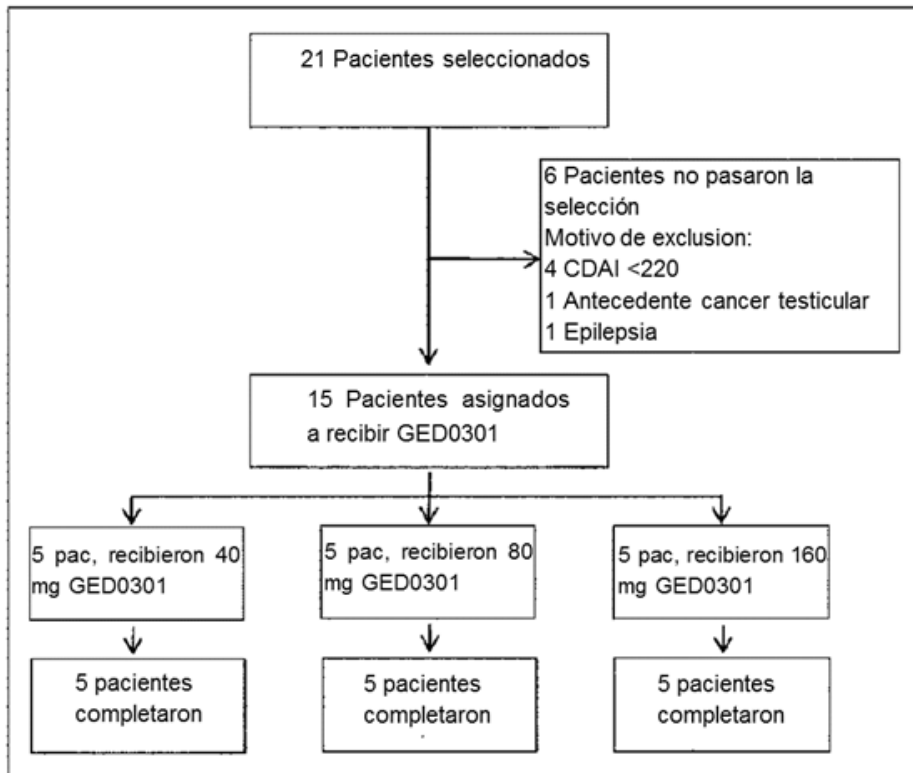 21 Pacientes seleccionados
6 Pacientes no pasaron la
selección
Motivo de exclusion:
4 CDAI <220
1 Antecedente cancer testicular
1 Epilepsia
15 Pacientes asignados
a recibir GED0301
5 pac, recibieron 40
mg GED0301
5 pac, recibieron 80
mg GED0301
5 pac, recibieron 160
mg GED0301
5 pacientes
completaron
5 pacientes
completaron
5 pacientes
completaron